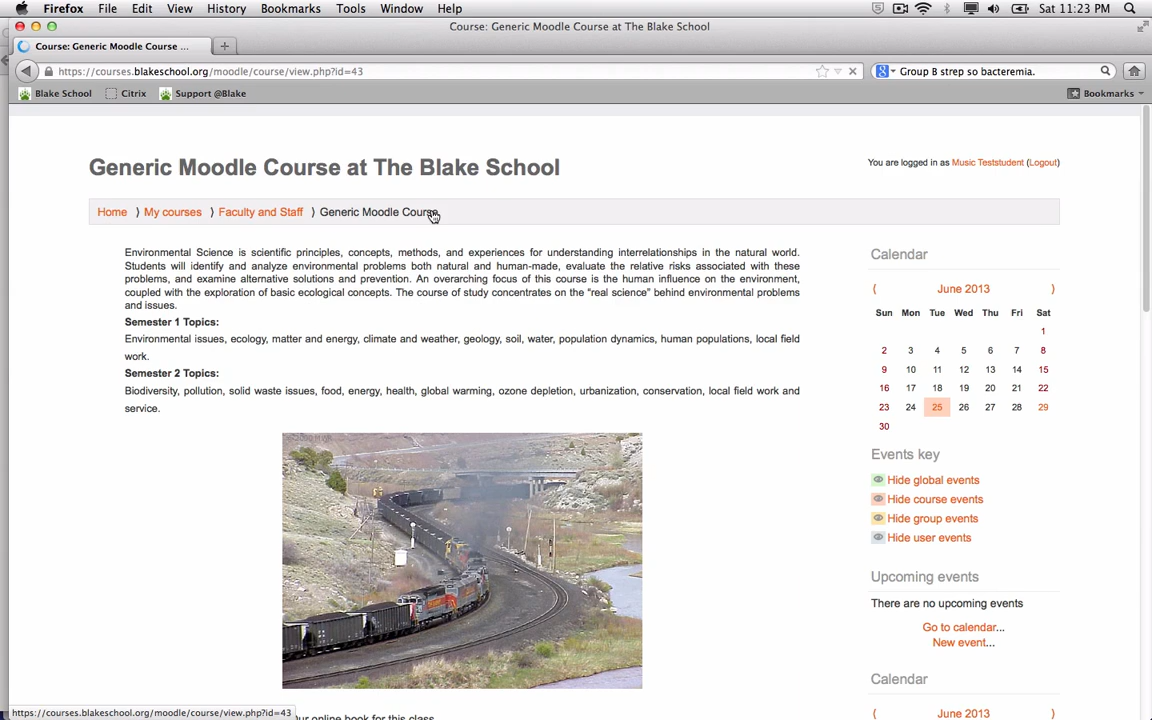 Firefox File Edit View History Bookmarks Tools Window Help Sat 11:23 PM
Course: Generic Moodle Course at The Blake School
Course: Generic Moodle Course ...
https://courses.blakeschool.org/moodle/course/view.php?id=43
Group B strep so bacteremia.
Blake School Citrix Support @Blake Bookmarks
Generic Moodle Course at The Blake School
You are logged in as Music Teststudent (Logout)
Home ⟩ My courses ⟩ Faculty and Staff ⟩ Generic Moodle Course
Environmental Science is scientific principles, concepts, methods, and experiences for understanding interrelationships in the natural world.
Students will identify and analyze environmental problems both natural and human-made, evaluate the relative risks associated with these
problems, and examine alternative solutions and prevention. An overarching focus of this course is the human influence on the environment,
coupled with the exploration of basic ecological concepts. The course of study concentrates on the “real science” behind environmental problems
and issues.
Semester 1 Topics:
Environmental issues, ecology, matter and energy, climate and weather, geology, soil, water, population dynamics, human populations, local field
work.
Semester 2 Topics:
Biodiversity, pollution, solid waste issues, food, energy, health, global warming, ozone depletion, urbanization, conservation, local field work and
service.
Calendar
⟨ June 2013 ⟩
Sun Mon Tue Wed Thu Fri Sat
1
2 3 4 5 6 7 8
9 10 11 12 13 14 15
16 17 18 19 20 21 22
23 24 25 26 27 28 29
30
Events key
Hide global events
Hide course events
Hide group events
Hide user events
Upcoming events
There are no upcoming events
Go to calendar...
New event...
Calendar
⟨ June 2013 ⟩
https://courses.blakeschool.org/moodle/course/view.php?id=43
our online book for this class